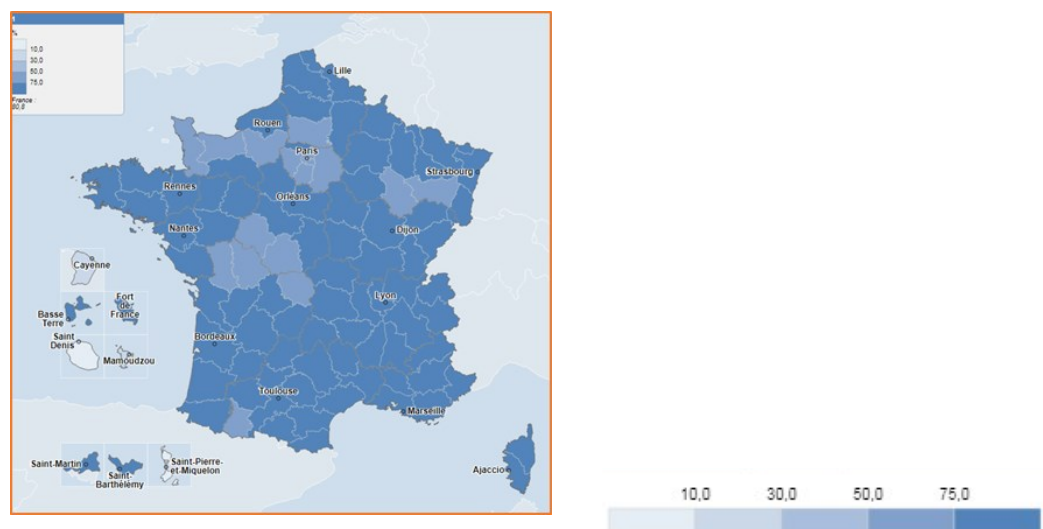 %
10,0
30,0
50,0
75,0
France :
Lille
Rouen
Paris
Strasbourg
Rennes
Orléans
Nantes
Dijon
Cayenne
Lyon
Basse
Terre
Fort
de
France
Saint
Denis
Mamoudzou
Bordeaux
Toulouse
Marseille
Ajaccio
Saint-Martin
Saint-
Barthélémy
Saint-Pierre-
et-Miquelon
10,0 30,0 50,0 75,0